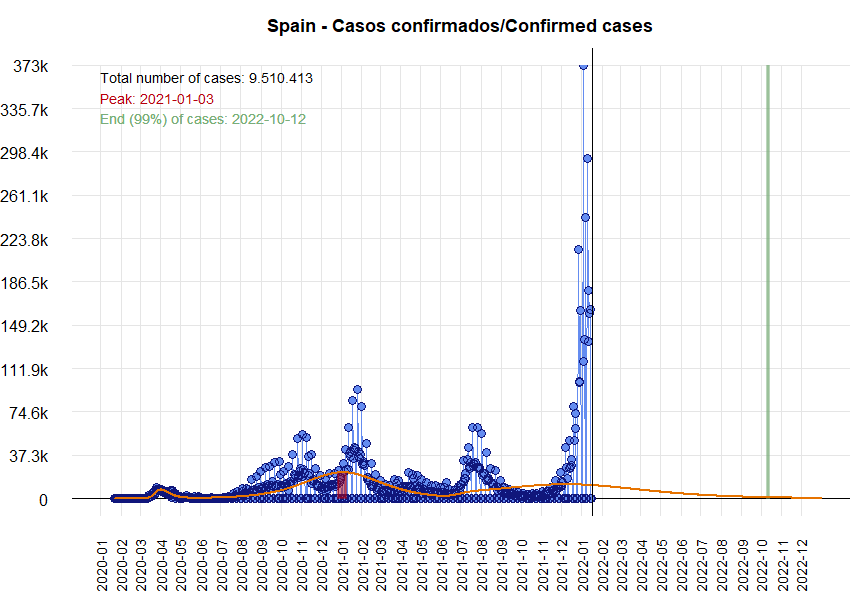 Spain - Casos confirmados/Confirmed cases
373k
335.7k
298.4k
261.1k
223.8k
186.5k
149.2k
111.9k
74.6k
37.3k
0
Total number of cases: 9.510.413
Peak: 2021-01-03
End (99%) of cases: 2022-10-12
2020-01
2020-02
2020-03
2020-04
2020-05
2020-06
2020-07
2020-08
2020-09
2020-10
2020-11
2020-12
2021-01
2021-02
2021-03
2021-04
2021-05
2021-06
2021-07
2021-08
2021-09
2021-10
2021-11
2021-12
2022-01
2022-02
2022-03
2022-04
2022-05
2022-06
2022-07
2022-08
2022-09
2022-10
2022-11
2022-12